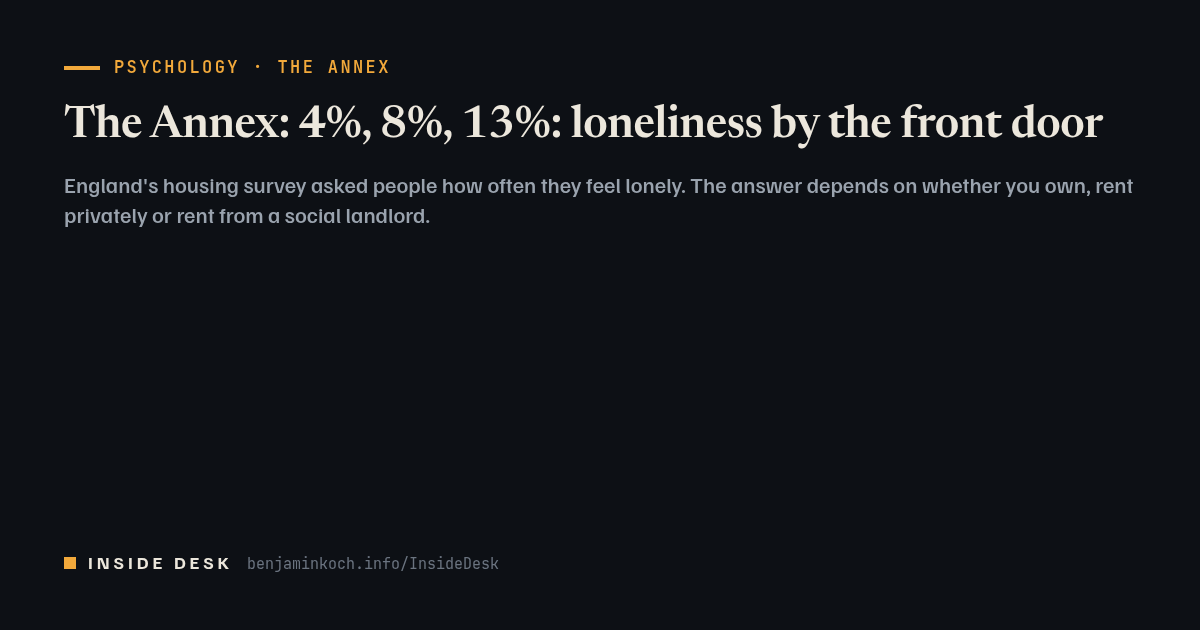 PSYCHOLOGY · THE ANNEX
The Annex: 4%, 8%, 13%: loneliness by the front door
England's housing survey asked people how often they feel lonely. The answer depends on whether you own, rent
privately or rent from a social landlord.
INSIDE DESK benjaminkoch.info/InsideDesk